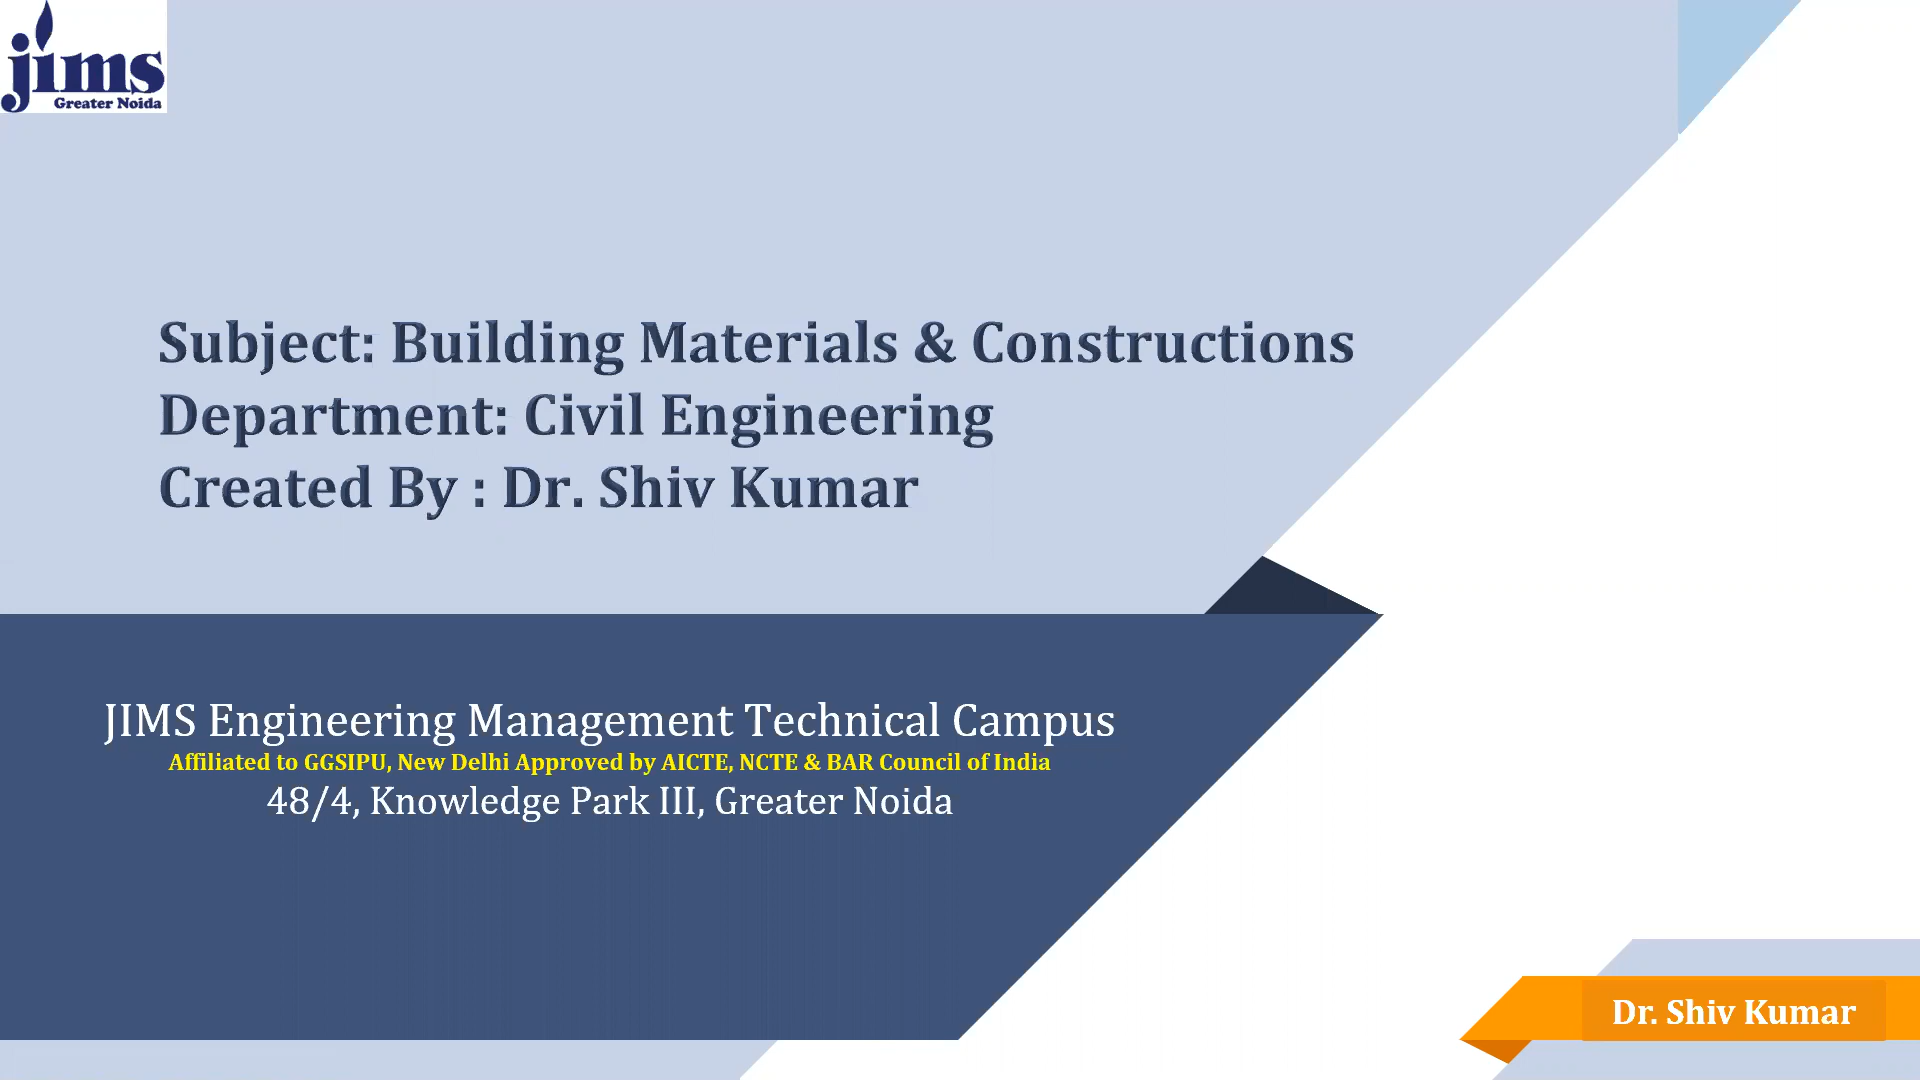 jims
Greater Noida
Subject: Building Materials & Constructions
Department: Civil Engineering
Created By : Dr. Shiv Kumar
JIMS Engineering Management Technical Campus
Affiliated to GGSIPU, New Delhi Approved by AICTE, NCTE & BAR Council of India
48/4, Knowledge Park III, Greater Noida
Dr. Shiv Kumar